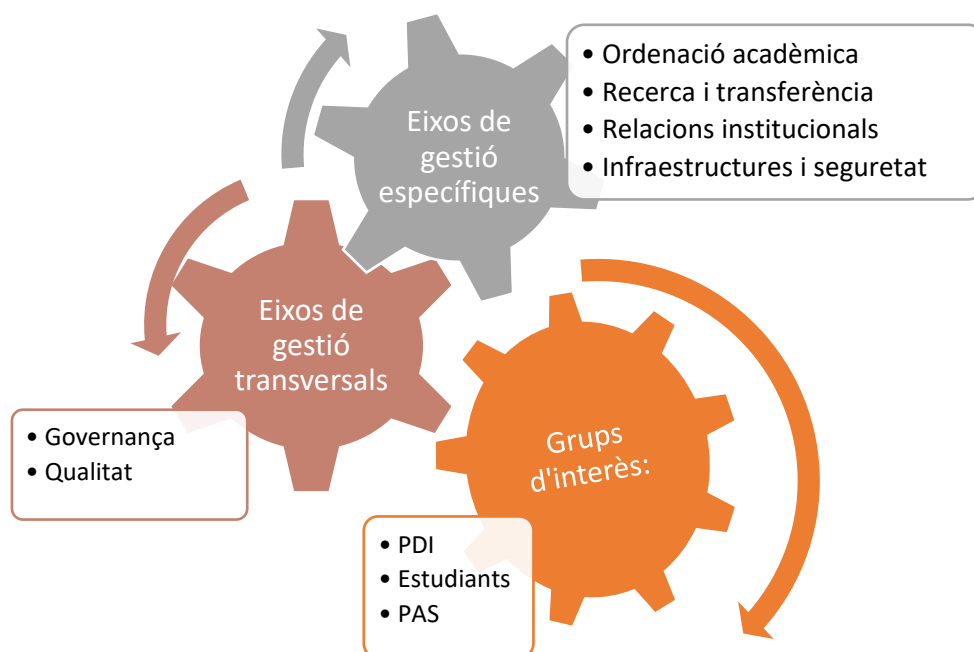 Eixos de
gestió
específiques
• Ordenació acadèmica
• Recerca i transferència
• Relacions institucionals
• Infraestructures i seguretat
Eixos de
gestió
transversals
• Governança
• Qualitat
Grups
d'interès:
• PDI
• Estudiants
• PAS